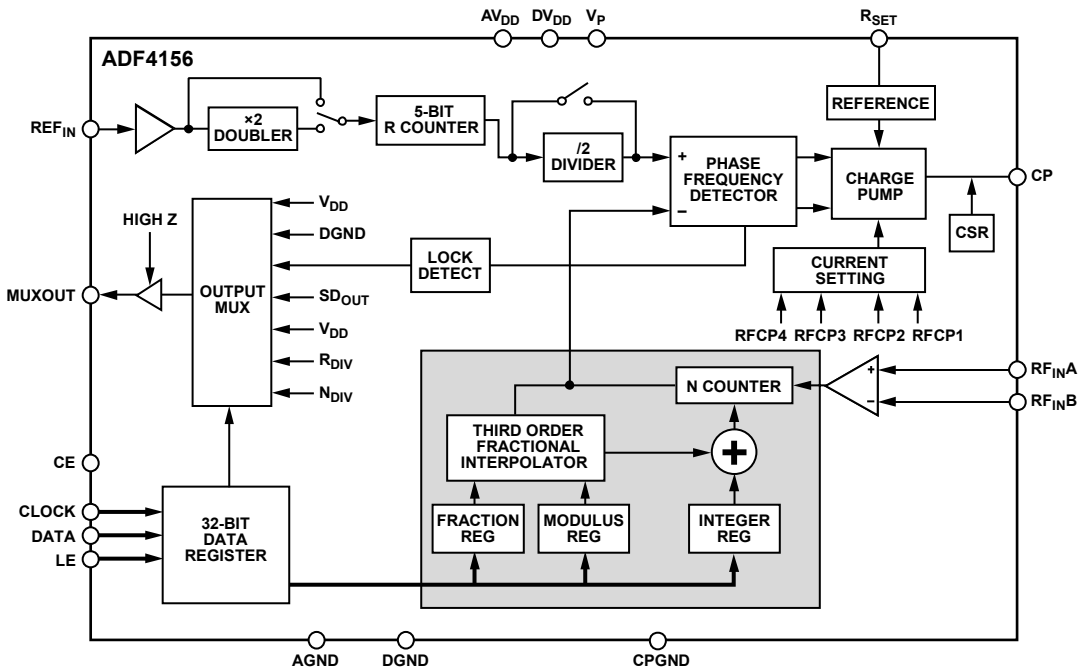 AVDD DVDD VP RSET
ADF4156
REFIN
×2
DOUBLER
5-BIT
R COUNTER
/2
DIVIDER
+
−
PHASE
FREQUENCY
DETECTOR
REFERENCE
CHARGE
PUMP
CP
CSR
HIGH Z
MUXOUT
OUTPUT
MUX
VDD
DGND
LOCK
DETECT
SDOUT
VDD
RDIV
NDIV
CURRENT
SETTING
RFCP4 RFCP3 RFCP2 RFCP1
N COUNTER
+
−
RFINA
RFINB
THIRD ORDER
FRACTIONAL
INTERPOLATOR
+
CE
CLOCK
DATA
LE
32-BIT
DATA
REGISTER
FRACTION
REG
MODULUS
REG
INTEGER
REG
AGND DGND CPGND